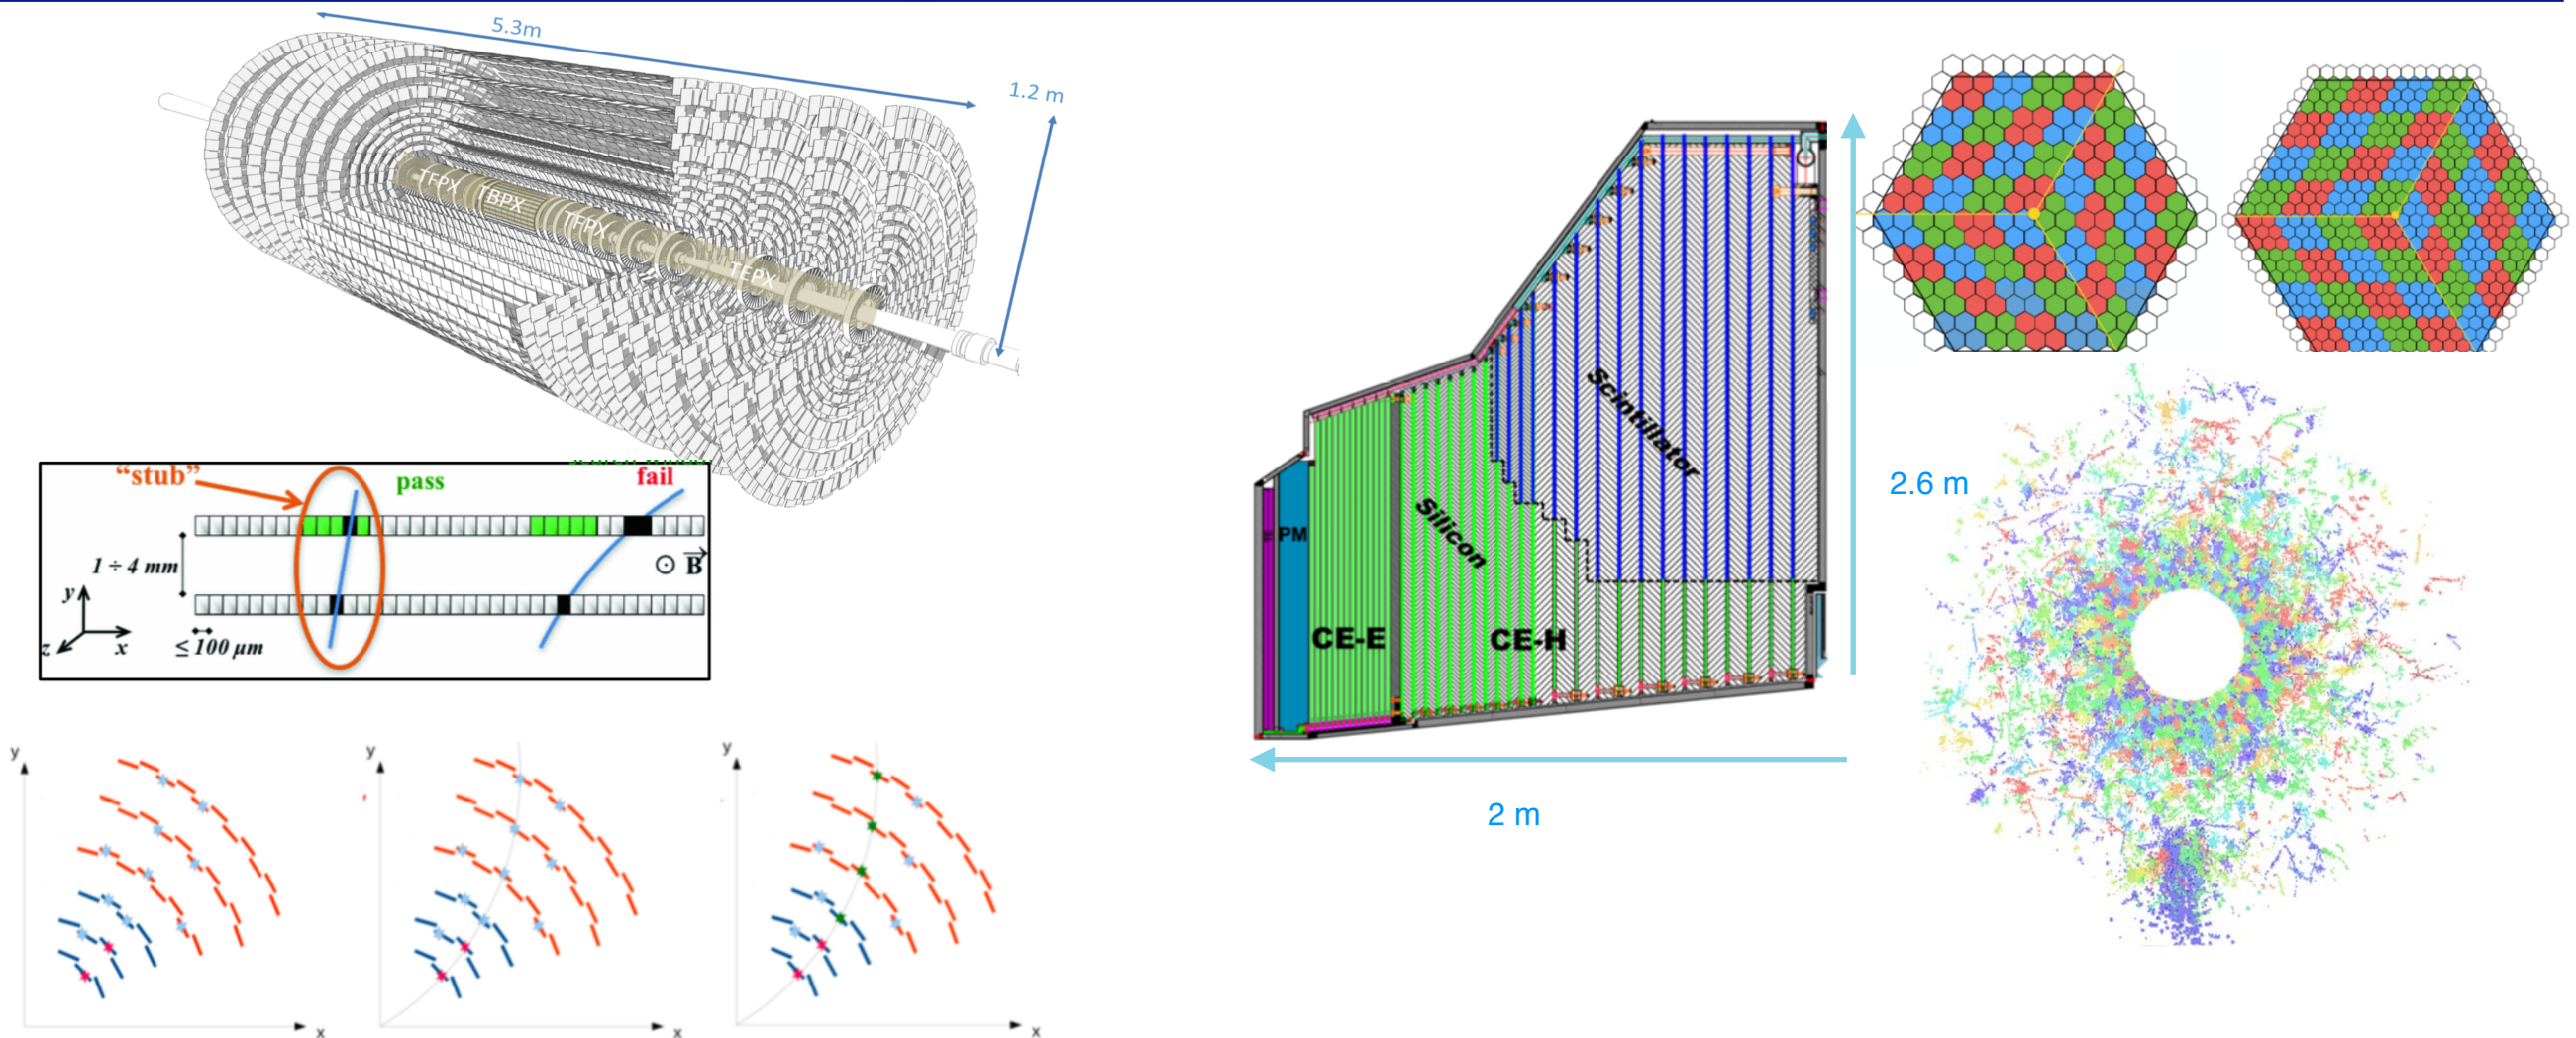 5.3m
1.2 m
TFPX
TBPX
TFPX
TEPX
“stub”
pass
fail
1 ÷ 4 mm
B
y
z
x
≤ 100 µm
y
x
y
x
y
x
PM
CE-E
Silicon
CE-H
Scintillator
2.6 m
2 m